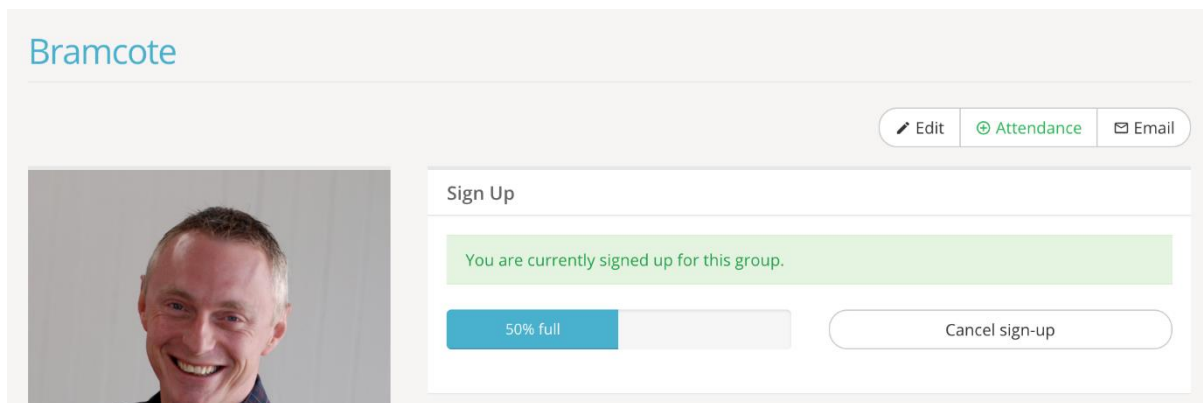 Bramcote
Edit
Attendance
Email
Sign Up
You are currently signed up for this group.
50% full
Cancel sign-up